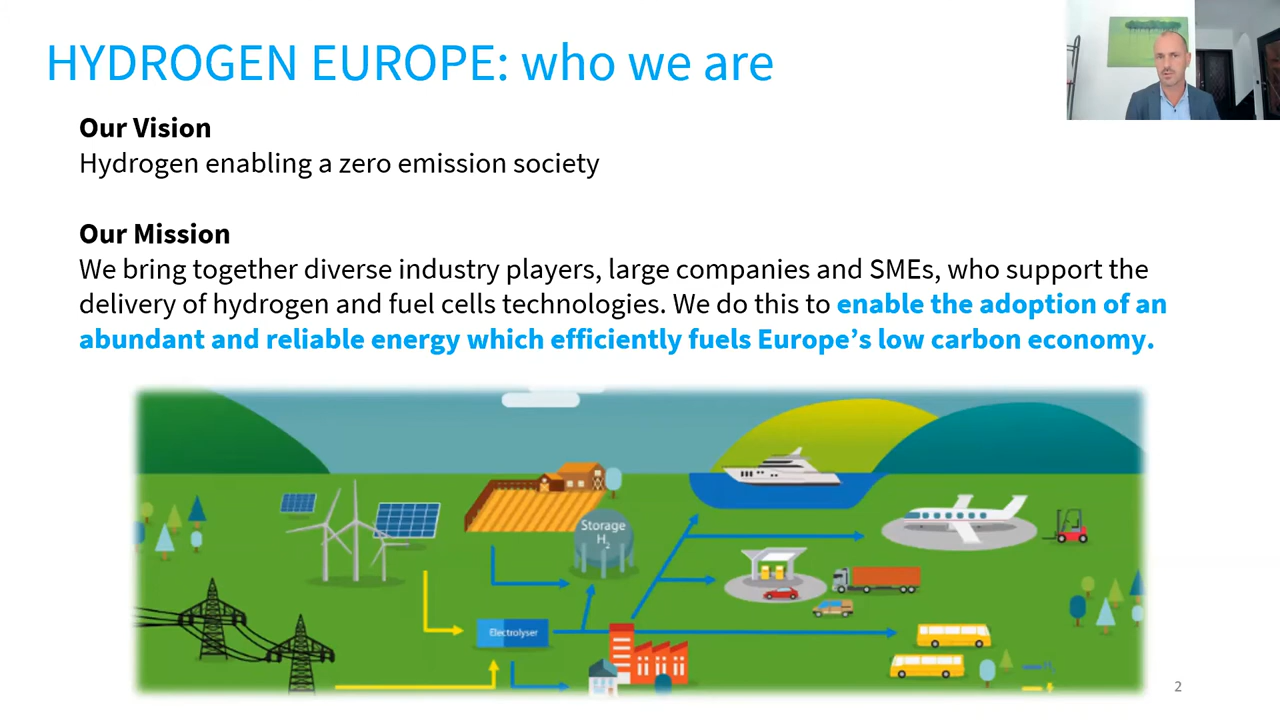 HYDROGEN EUROPE: who we are
Our Vision
Hydrogen enabling a zero emission society
Our Mission
We bring together diverse industry players, large companies and SMEs, who support the
delivery of hydrogen and fuel cells technologies. We do this to enable the adoption of an
abundant and reliable energy which efficiently fuels Europe’s low carbon economy.
Storage
H₂
Electrolyser
H₂
2